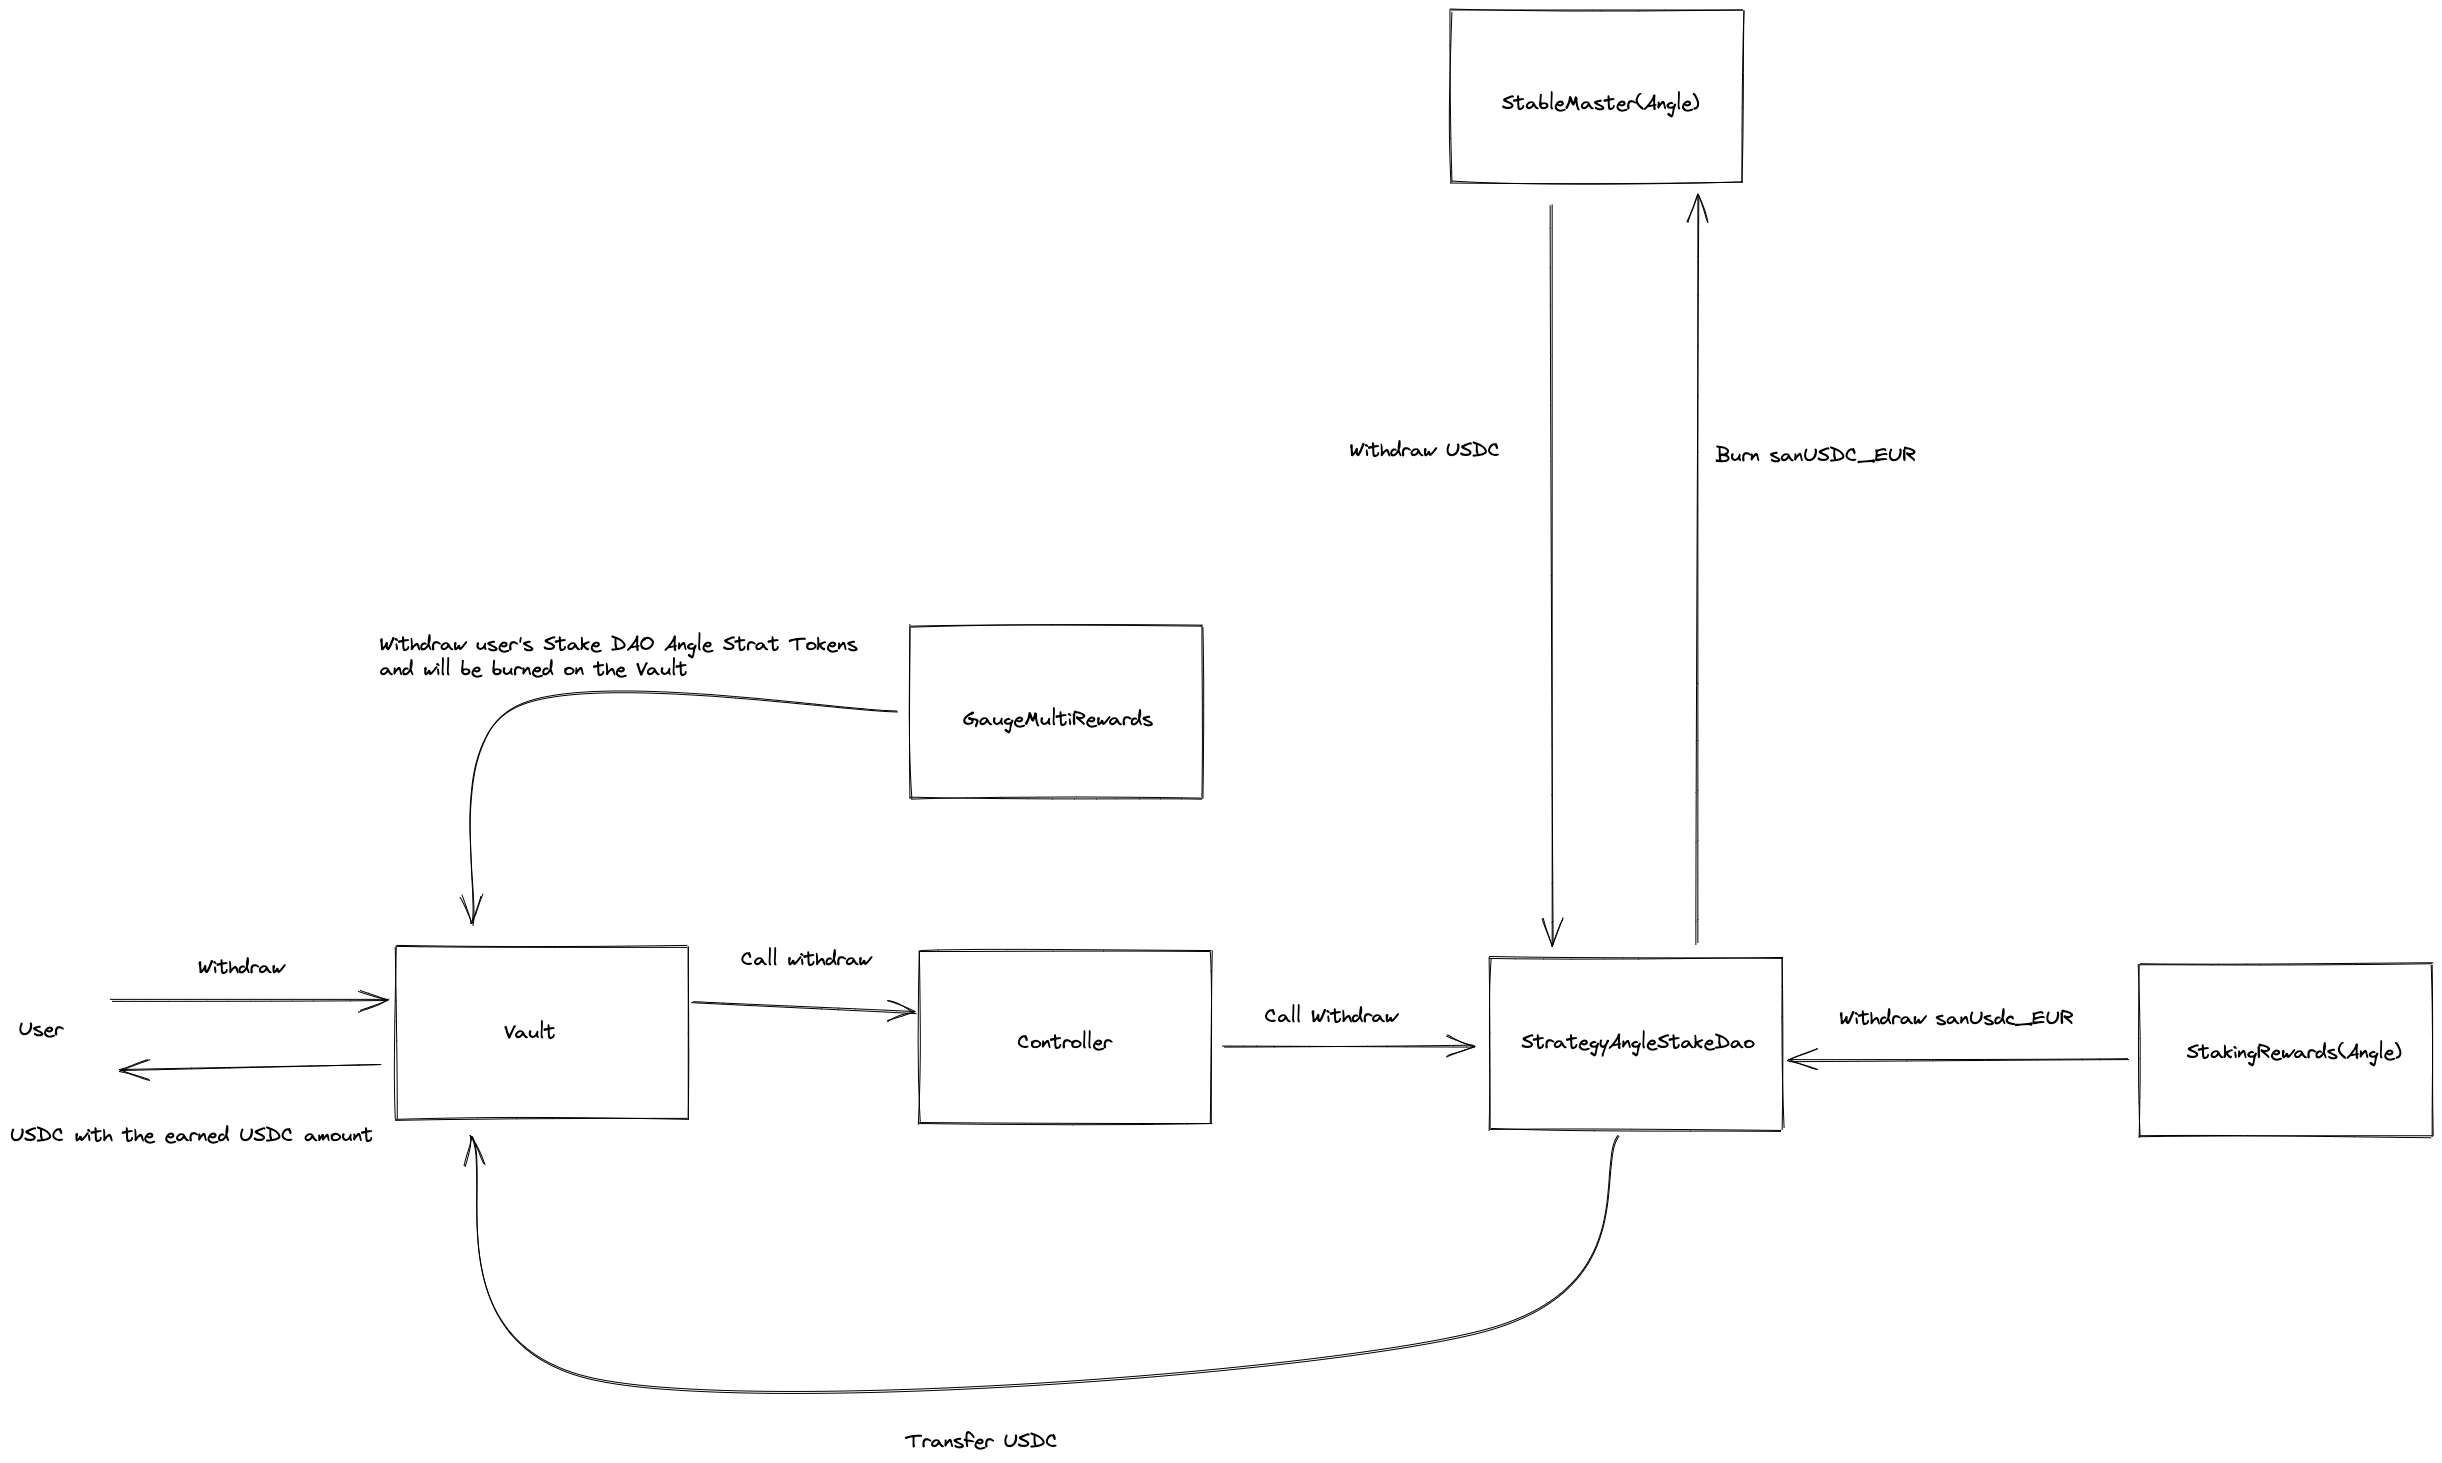 StableMaster(Angle)
Withdraw USDC
Burn sanUSDC_EUR
Withdraw user's Stake DAO Angle Strat Tokens
and will be burned on the Vault
GaugeMultiRewards
Withdraw
Call withdraw
User
Vault
Controller
Call Withdraw
StrategyAngleStakeDao
Withdraw sanUsdc_EUR
StakingRewards(Angle)
USDC with the earned USDC amount
Transfer USDC